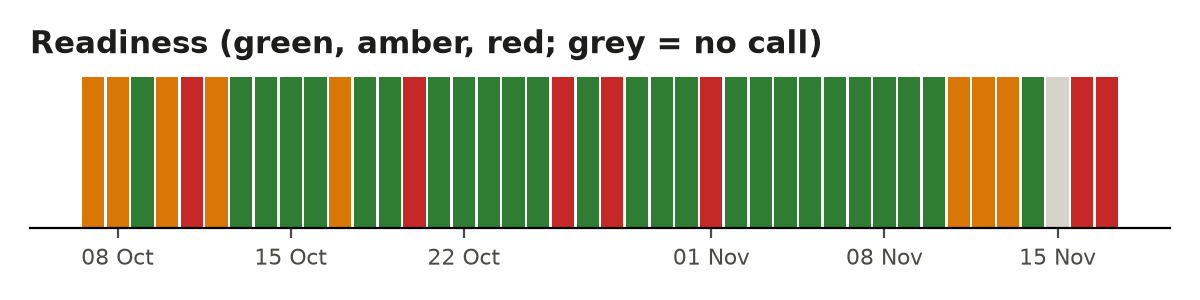 Readiness (green, amber, red; grey = no call)
08 Oct 15 Oct 22 Oct 01 Nov 08 Nov 15 Nov